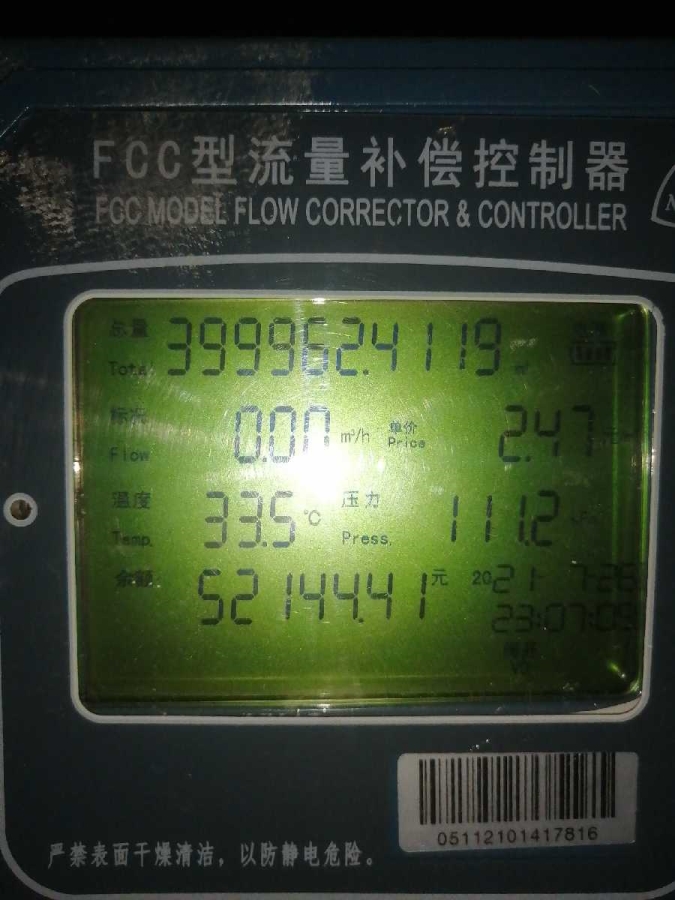 FCC型流量补偿控制器
FCC MODEL FLOW CORRECTOR & CONTROLLER
总量
Total 399962.4119 m³
标况
Flow 0.00 m³/h 单价 Price 2.47
温度
Temp. 33.5 ℃ 压力 Press. 111.2
余额 52144.41 元 2021-7-26
23:07:09
阀开
05112101417816
严禁表面干燥清洁，以防静电危险。